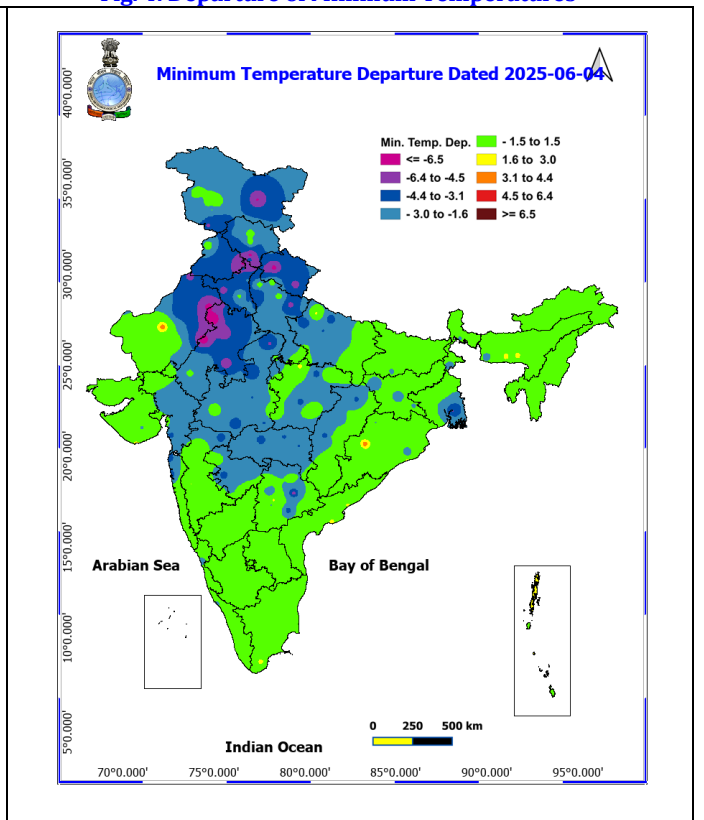 Minimum Temperature Departure Dated 2025-06-04
Min. Temp. Dep.
<= -6.5
-6.4 to -4.5
-4.4 to -3.1
- 3.0 to -1.6
- 1.5 to 1.5
1.6 to 3.0
3.1 to 4.4
4.5 to 6.4
>= 6.5
40°0.000'
35°0.000'
30°0.000'
25°0.000'
20°0.000'
15°0.000'
10°0.000'
5°0.000'
Arabian Sea
Bay of Bengal
0 250 500 km
Indian Ocean
70°0.000' 75°0.000' 80°0.000' 85°0.000' 90°0.000' 95°0.000'